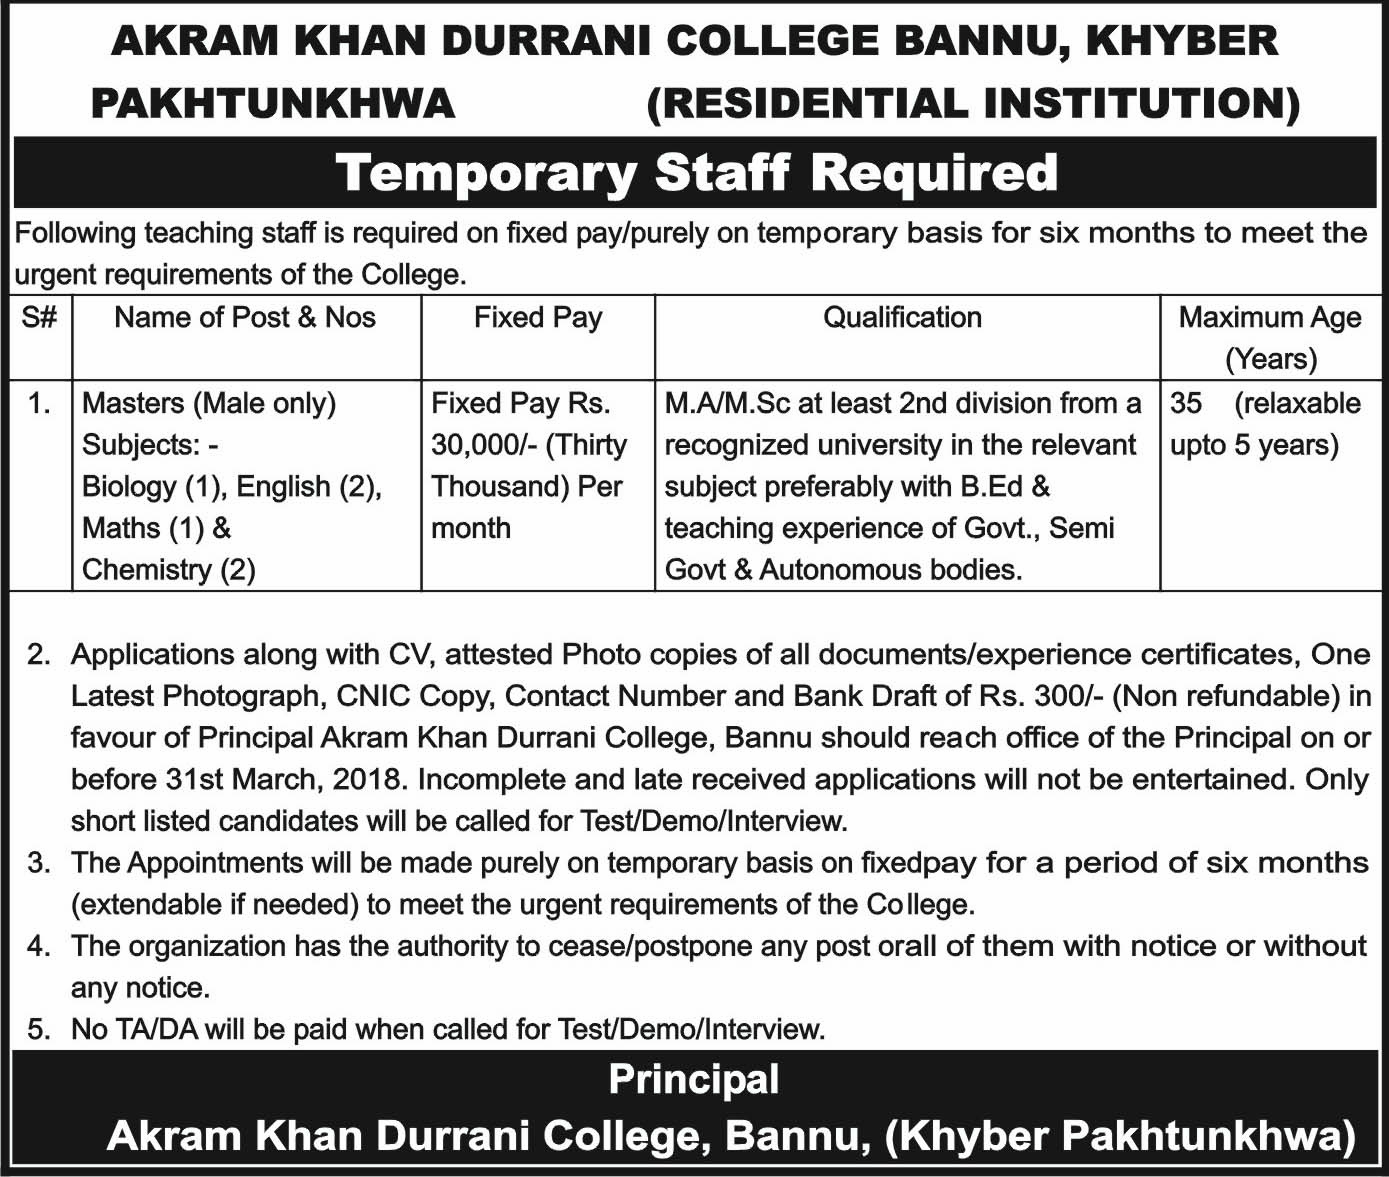 AKRAM KHAN DURRANI COLLEGE BANNU, KHYBER
PAKHTUNKHWA (RESIDENTIAL INSTITUTION)
Temporary Staff Required
Following teaching staff is required on fixed pay/purely on temporary basis for six months to meet the
urgent requirements of the College.
S#
Name of Post & Nos
Fixed Pay
Qualification
Maximum Age
(Years)
1.
Masters (Male only)
Subjects: -
Biology (1), English (2),
Maths (1) &
Chemistry (2)
Fixed Pay Rs.
30,000/- (Thirty
Thousand) Per
month
M.A/M.Sc at least 2nd division from a
recognized university in the relevant
subject preferably with B.Ed &
teaching experience of Govt., Semi
Govt & Autonomous bodies.
35 (relaxable
upto 5 years)
2. Applications along with CV, attested Photo copies of all documents/experience certificates, One
Latest Photograph, CNIC Copy, Contact Number and Bank Draft of Rs. 300/- (Non refundable) in
favour of Principal Akram Khan Durrani College, Bannu should reach office of the Principal on or
before 31st March, 2018. Incomplete and late received applications will not be entertained. Only
short listed candidates will be called for Test/Demo/Interview.
3. The Appointments will be made purely on temporary basis on fixedpay for a period of six months
(extendable if needed) to meet the urgent requirements of the College.
4. The organization has the authority to cease/postpone any post orall of them with notice or without
any notice.
5. No TA/DA will be paid when called for Test/Demo/Interview.
Principal
Akram Khan Durrani College, Bannu, (Khyber Pakhtunkhwa)